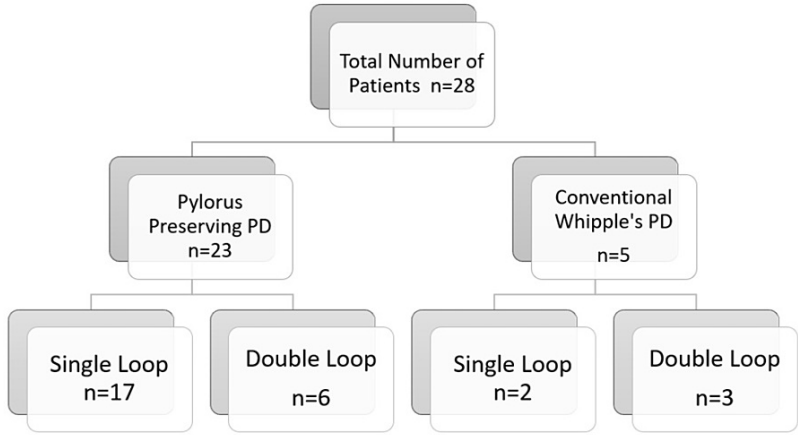 Total Number of
Patients n=28
Pylorus
Preserving PD
n=23
Conventional
Whipple's PD
n=5
Single Loop
n=17
Double Loop
n=6
Single Loop
n=2
Double Loop
n=3